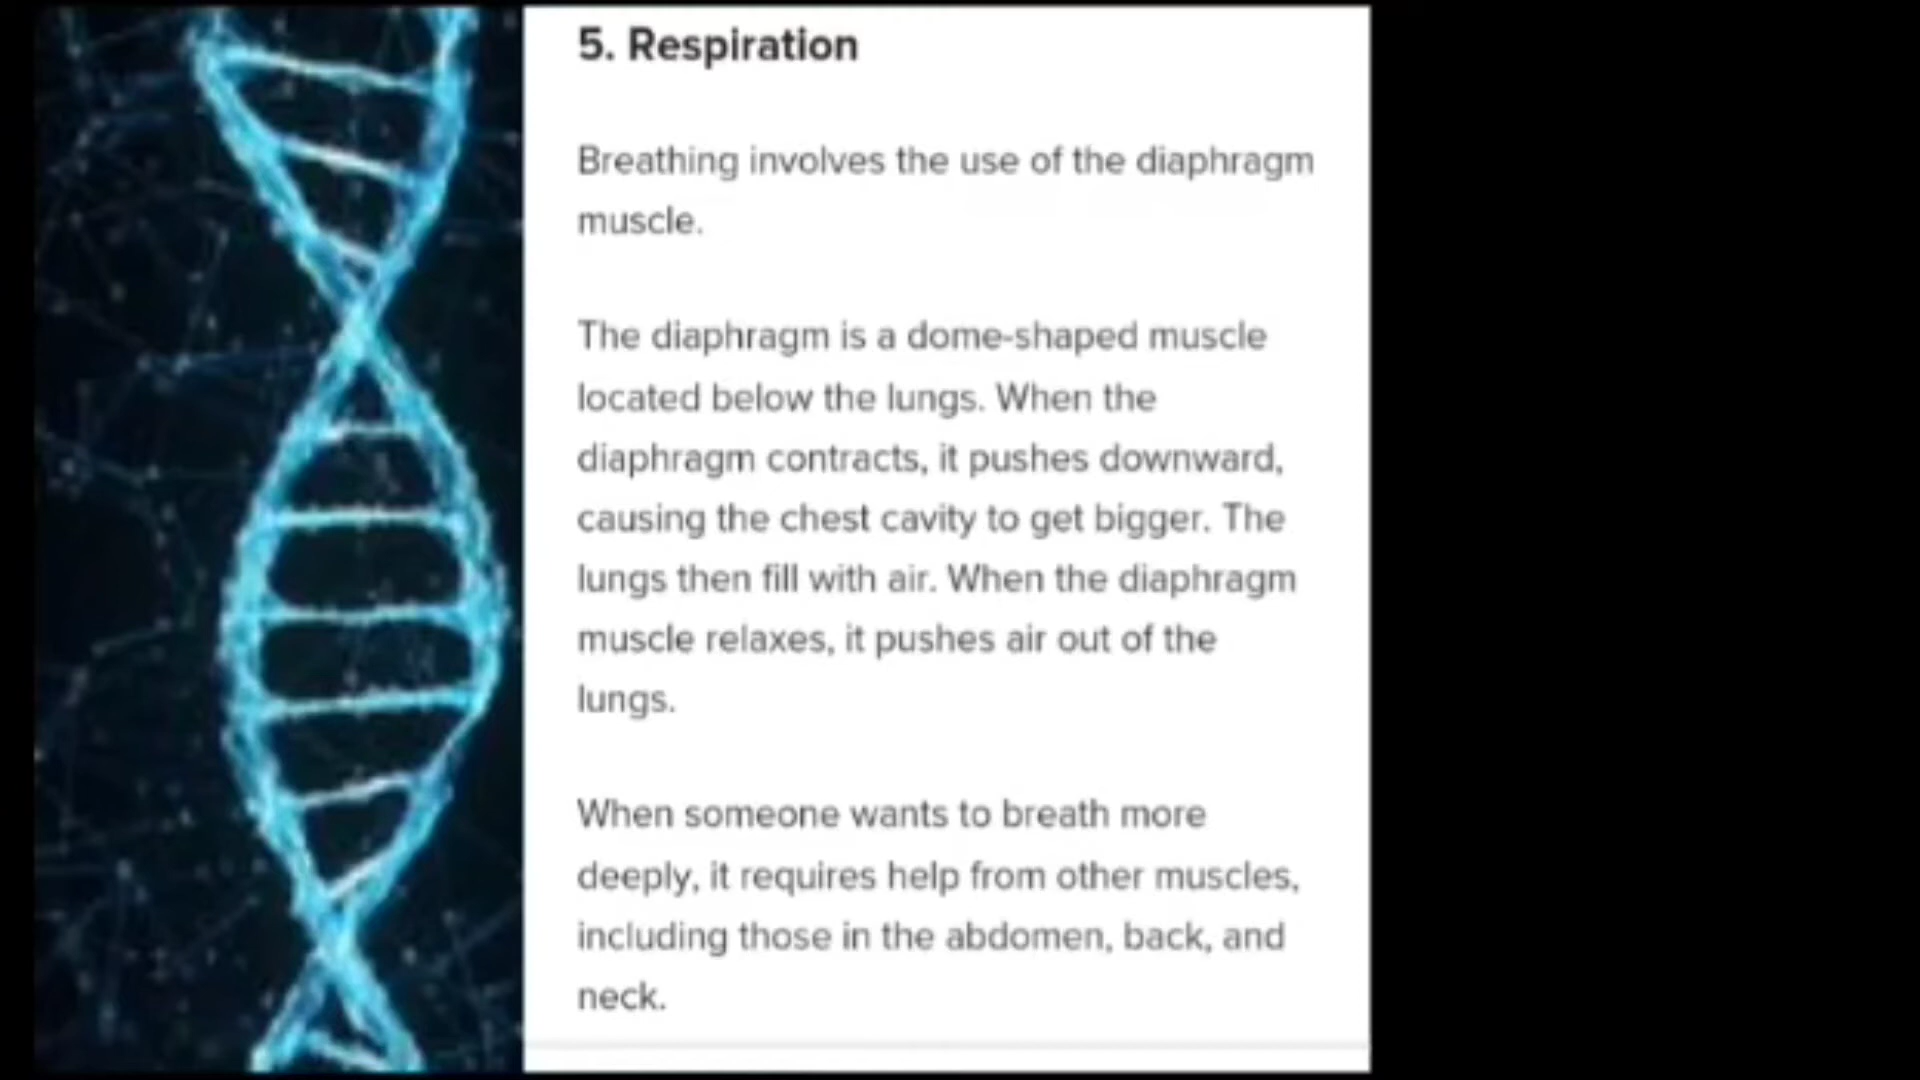 5. Respiration
Breathing involves the use of the diaphragm
muscle.
The diaphragm is a dome-shaped muscle
located below the lungs. When the
diaphragm contracts, it pushes downward,
causing the chest cavity to get bigger. The
lungs then fill with air. When the diaphragm
muscle relaxes, it pushes air out of the
lungs.
When someone wants to breath more
deeply, it requires help from other muscles,
including those in the abdomen, back, and
neck.